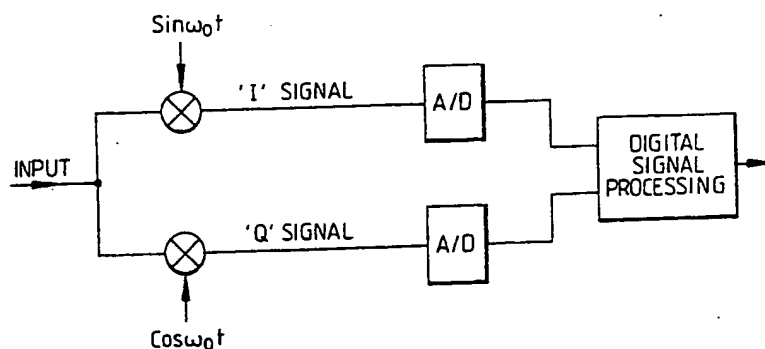 Sinω₀t
'I' SIGNAL
A/D
INPUT
DIGITAL
SIGNAL
PROCESSING
'Q' SIGNAL
A/D
Cosω₀t